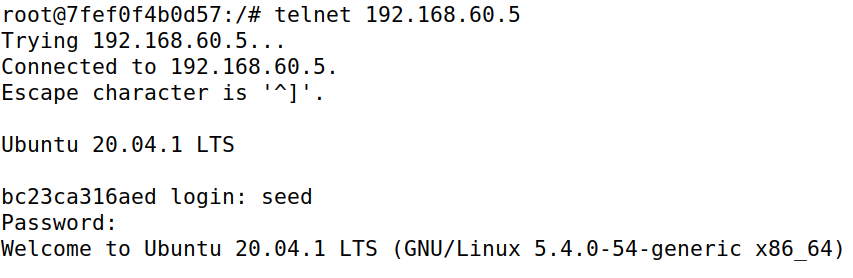 root@7fef0f4b0d57:/# telnet 192.168.60.5
Trying 192.168.60.5...
Connected to 192.168.60.5.
Escape character is '^]'.
Ubuntu 20.04.1 LTS
bc23ca316aed login: seed
Password:
Welcome to Ubuntu 20.04.1 LTS (GNU/Linux 5.4.0-54-generic x86_64)